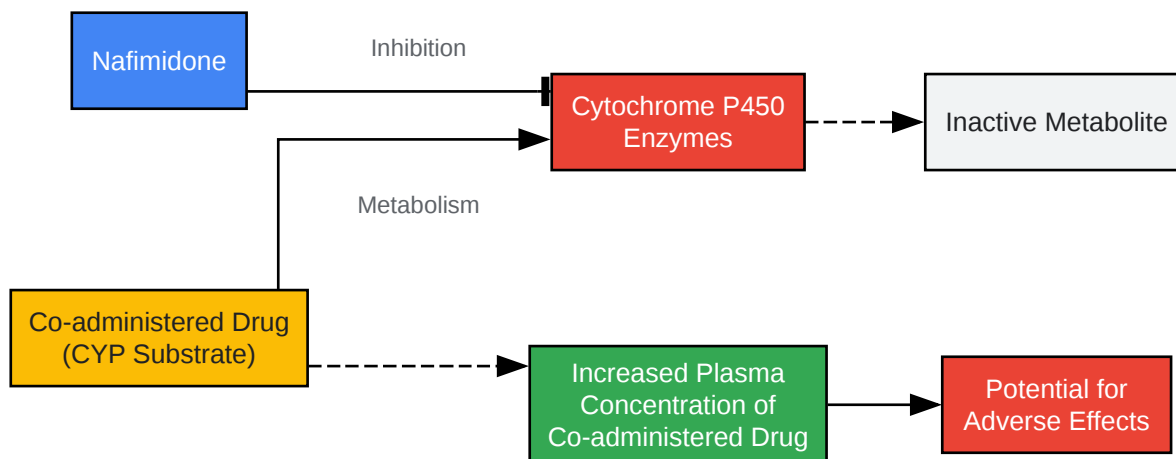 Nafimidone
Inhibition
Cytochrome P450
Enzymes
Inactive Metabolite
Metabolism
Co-administered Drug
(CYP Substrate)
Increased Plasma
Concentration of
Co-administered Drug
Potential for
Adverse Effects